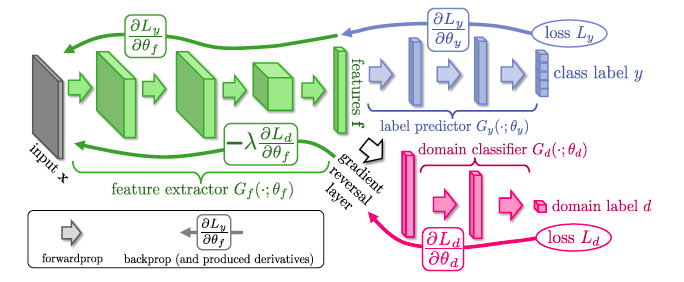 ∂L_y/∂θ_f
∂L_y/∂θ_y
loss L_y
features f
class label y
input x
−λ ∂L_d/∂θ_f
label predictor G_y(·;θ_y)
gradient
reversal
layer
domain classifier G_d(·;θ_d)
feature extractor G_f(·;θ_f)
domain label d
∂L_d/∂θ_d
loss L_d
∂L_y/∂θ_f
forwardprop
backprop (and produced derivatives)